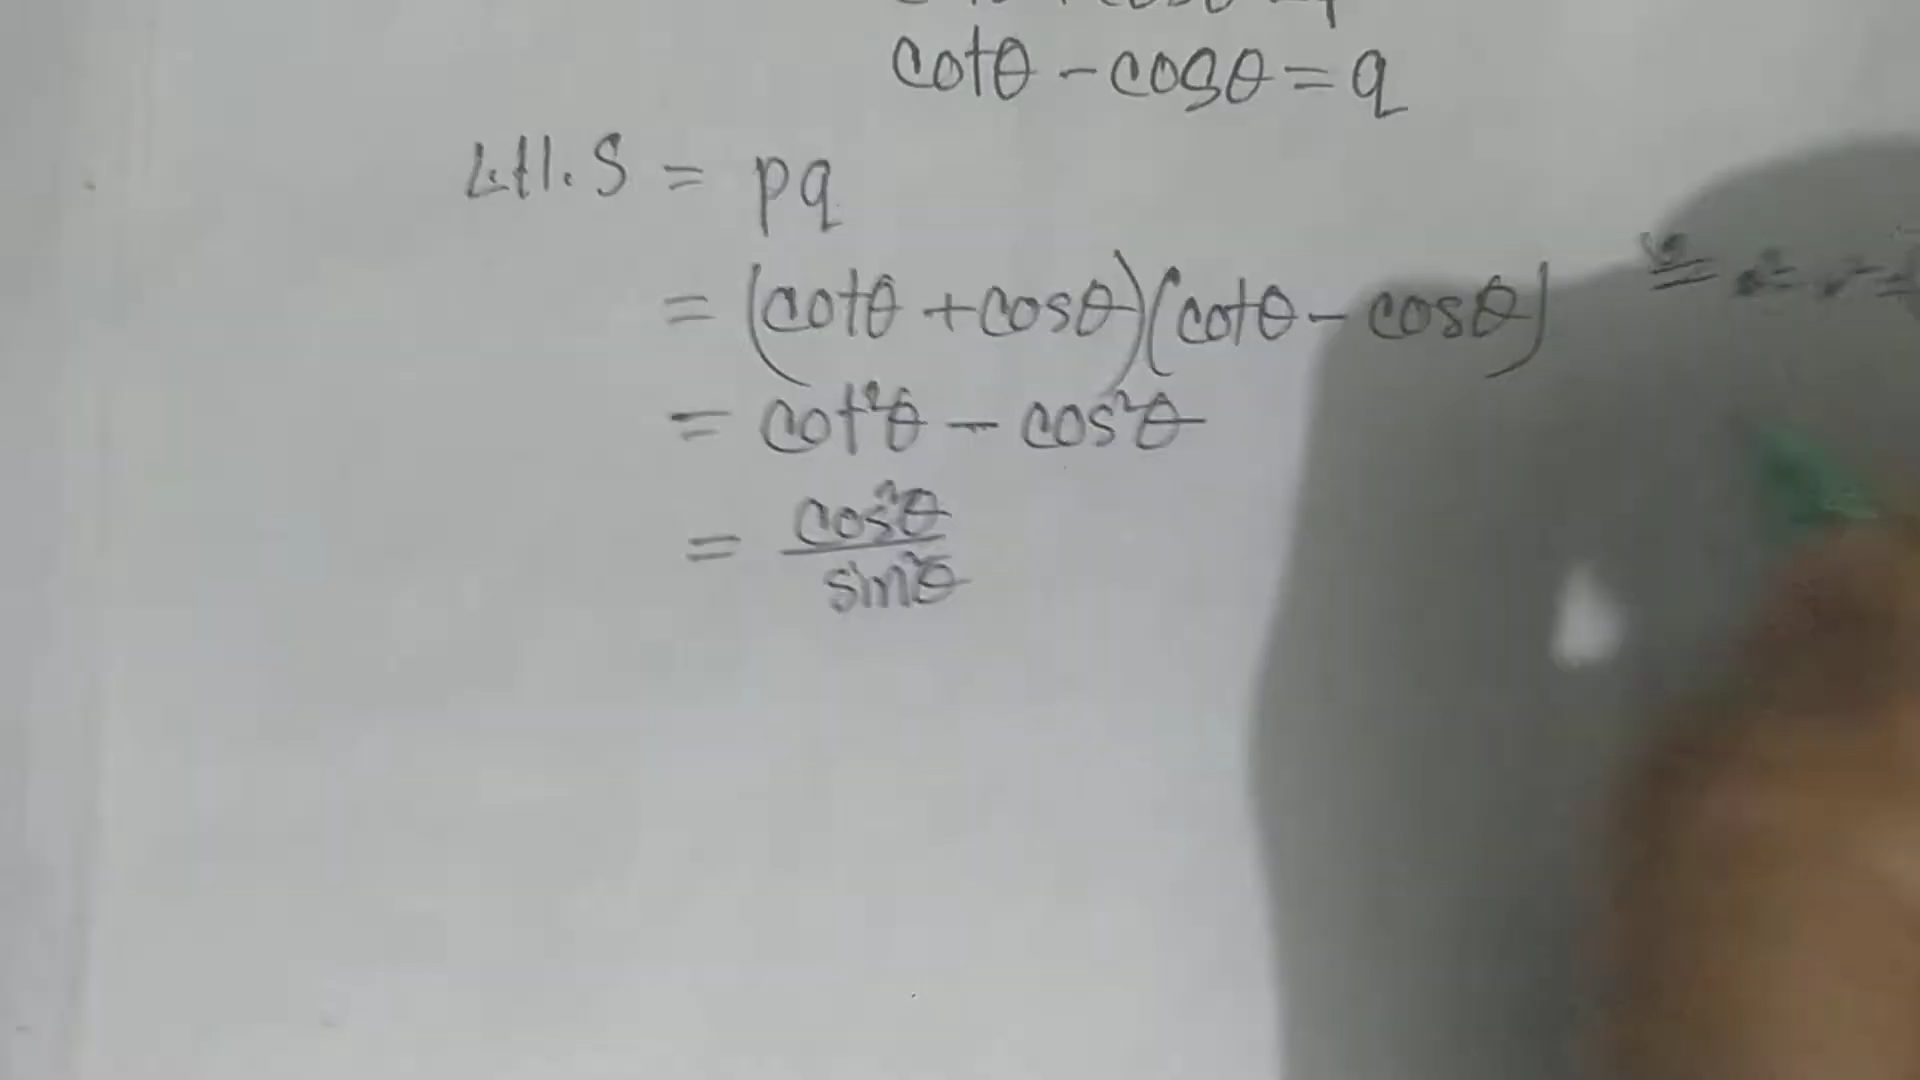 cotθ - cosθ = q
L.H.S = pq
= (cotθ + cosθ)(cotθ - cosθ)
= cot²θ - cos²θ
= cos²θ / sin²θ